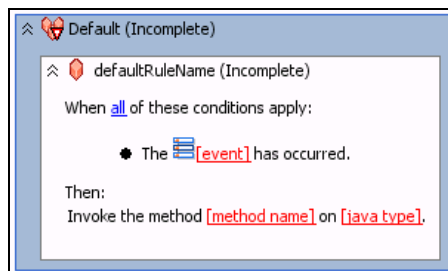 Default (Incomplete)
defaultRuleName (Incomplete)
When all of these conditions apply:
The [event] has occurred.
Then:
Invoke the method [method name] on [java type].